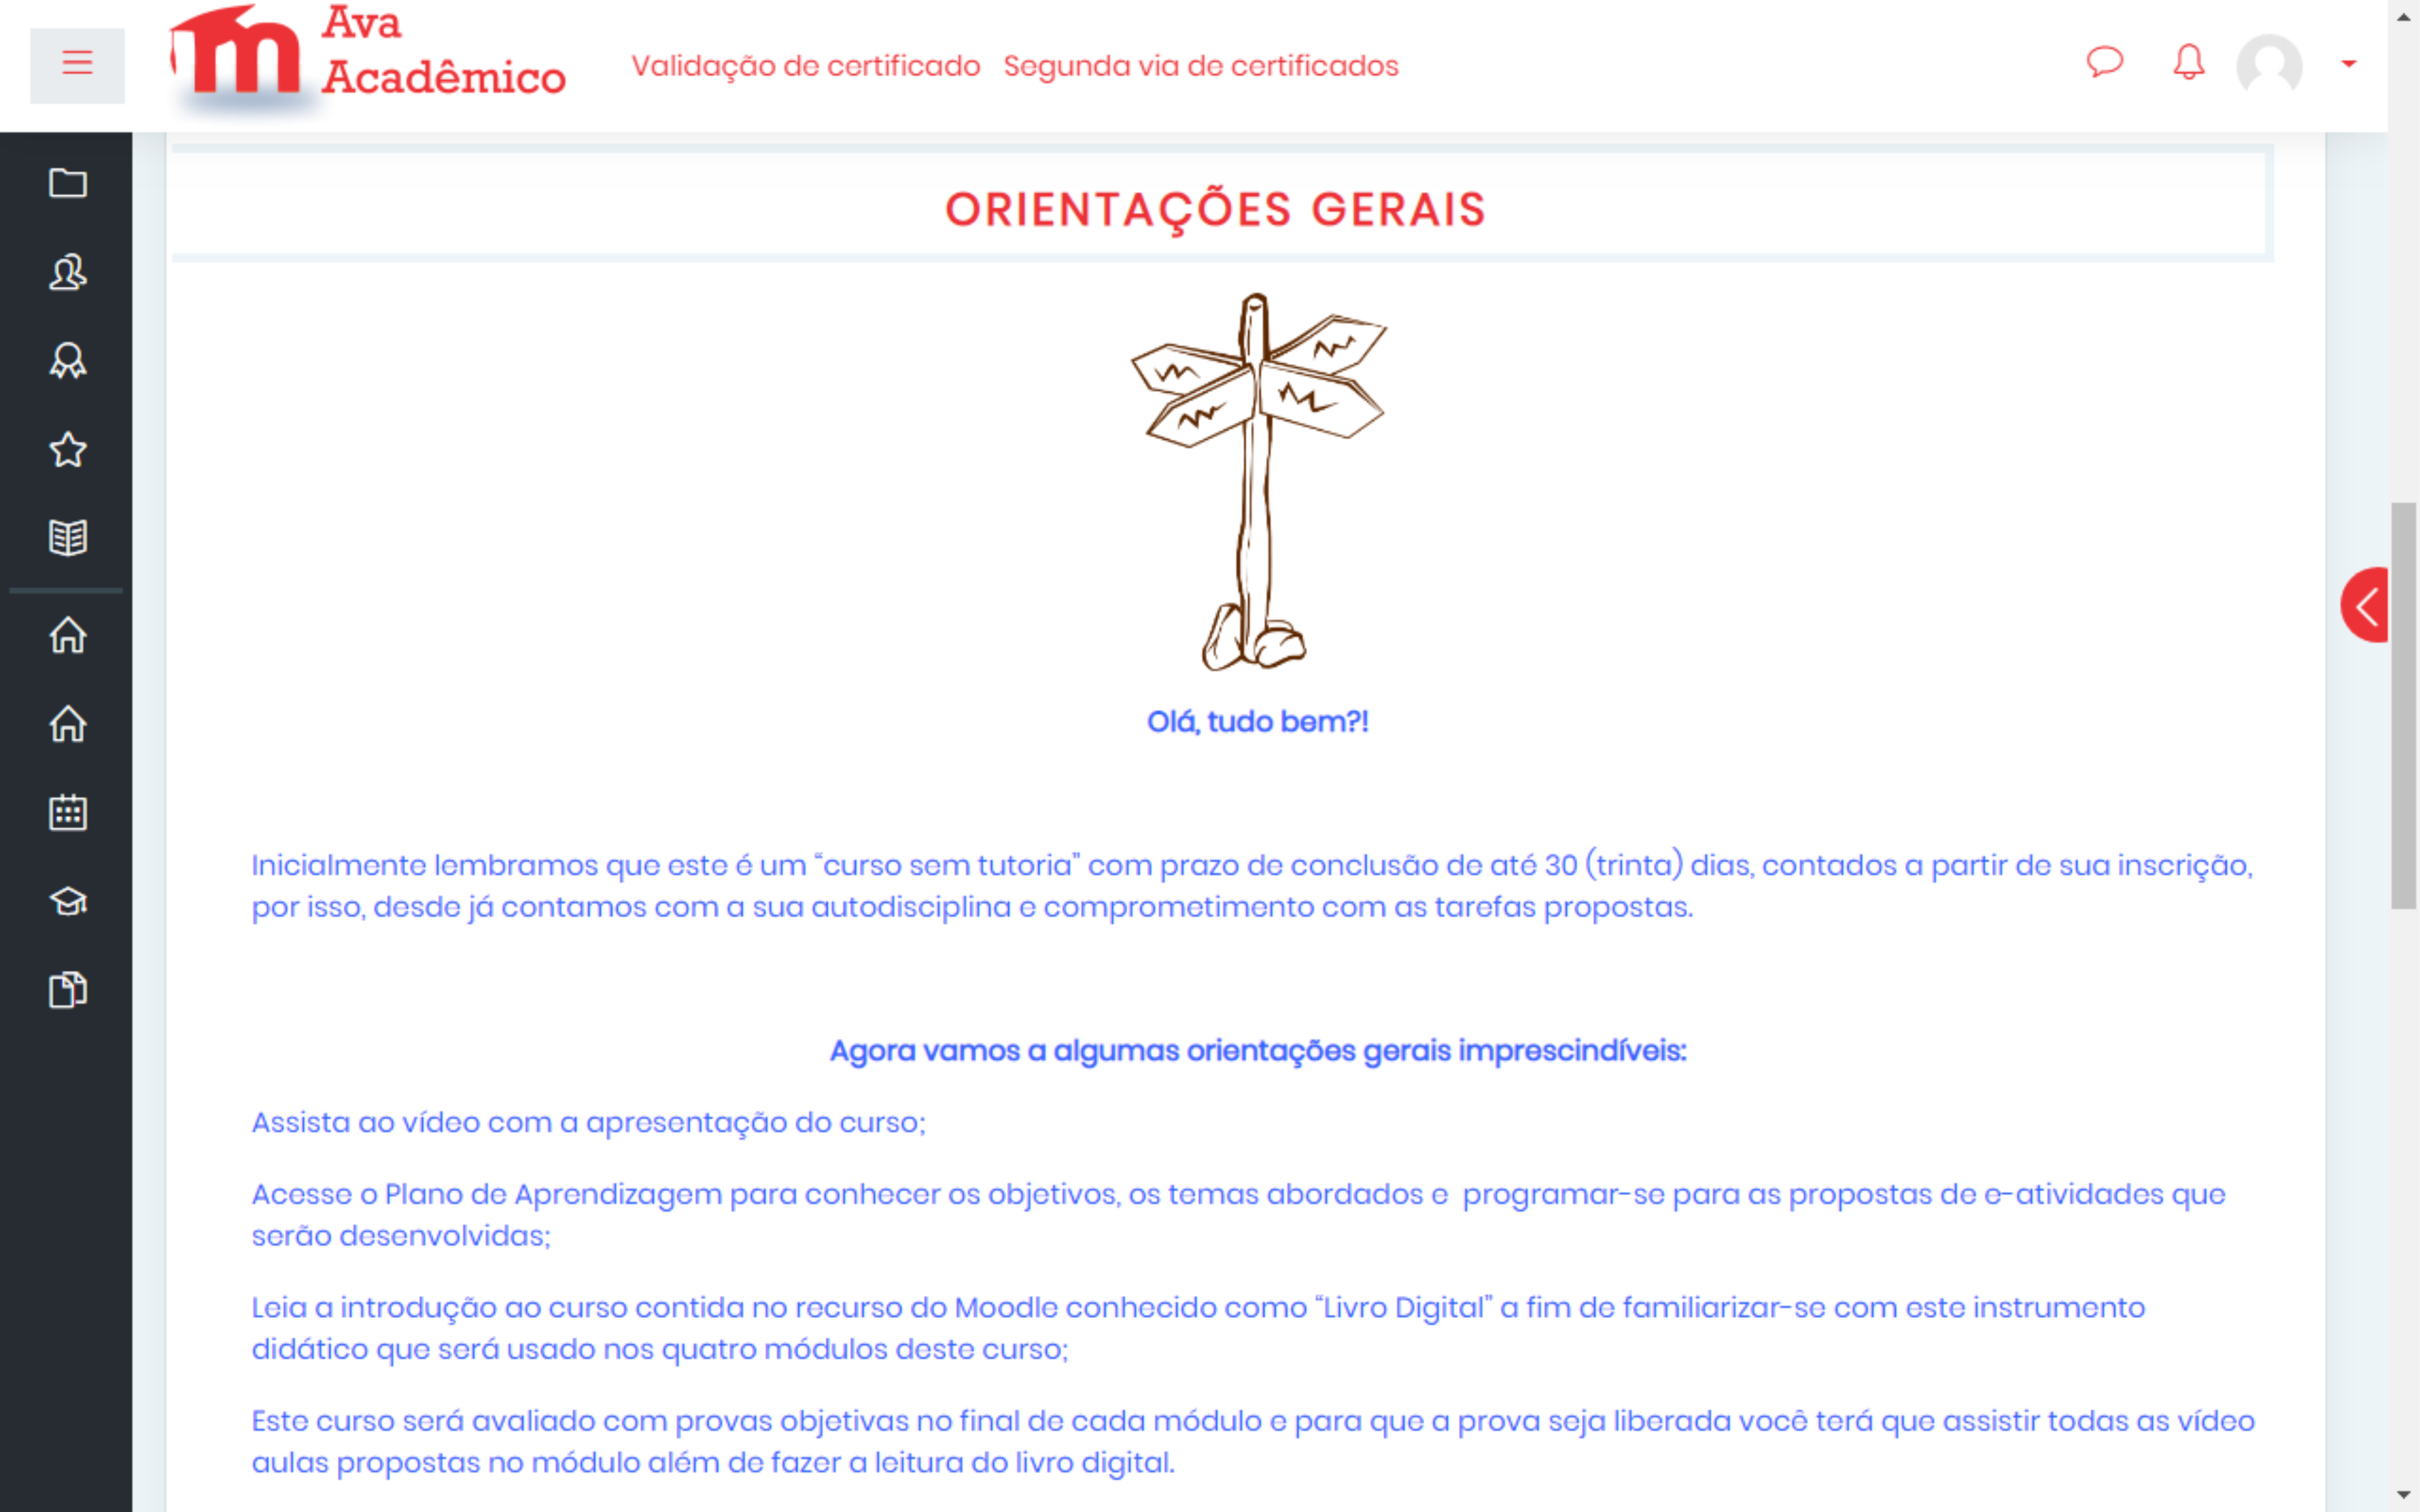 Ava
Acadêmico
Validação de certificado Segunda via de certificados
ORIENTAÇÕES GERAIS
Olá, tudo bem?!
Inicialmente lembramos que este é um “curso sem tutoria” com prazo de conclusão de até 30 (trinta) dias, contados a partir de sua inscrição,
por isso, desde já contamos com a sua autodisciplina e comprometimento com as tarefas propostas.
Agora vamos a algumas orientações gerais imprescindíveis:
Assista ao vídeo com a apresentação do curso;
Acesse o Plano de Aprendizagem para conhecer os objetivos, os temas abordados e  programar-se para as propostas de e-atividades que
serão desenvolvidas;
Leia a introdução ao curso contida no recurso do Moodle conhecido como “Livro Digital” a fim de familiarizar-se com este instrumento
didático que será usado nos quatro módulos deste curso;
Este curso será avaliado com provas objetivas no final de cada módulo e para que a prova seja liberada você terá que assistir todas as vídeo
aulas propostas no módulo além de fazer a leitura do livro digital.